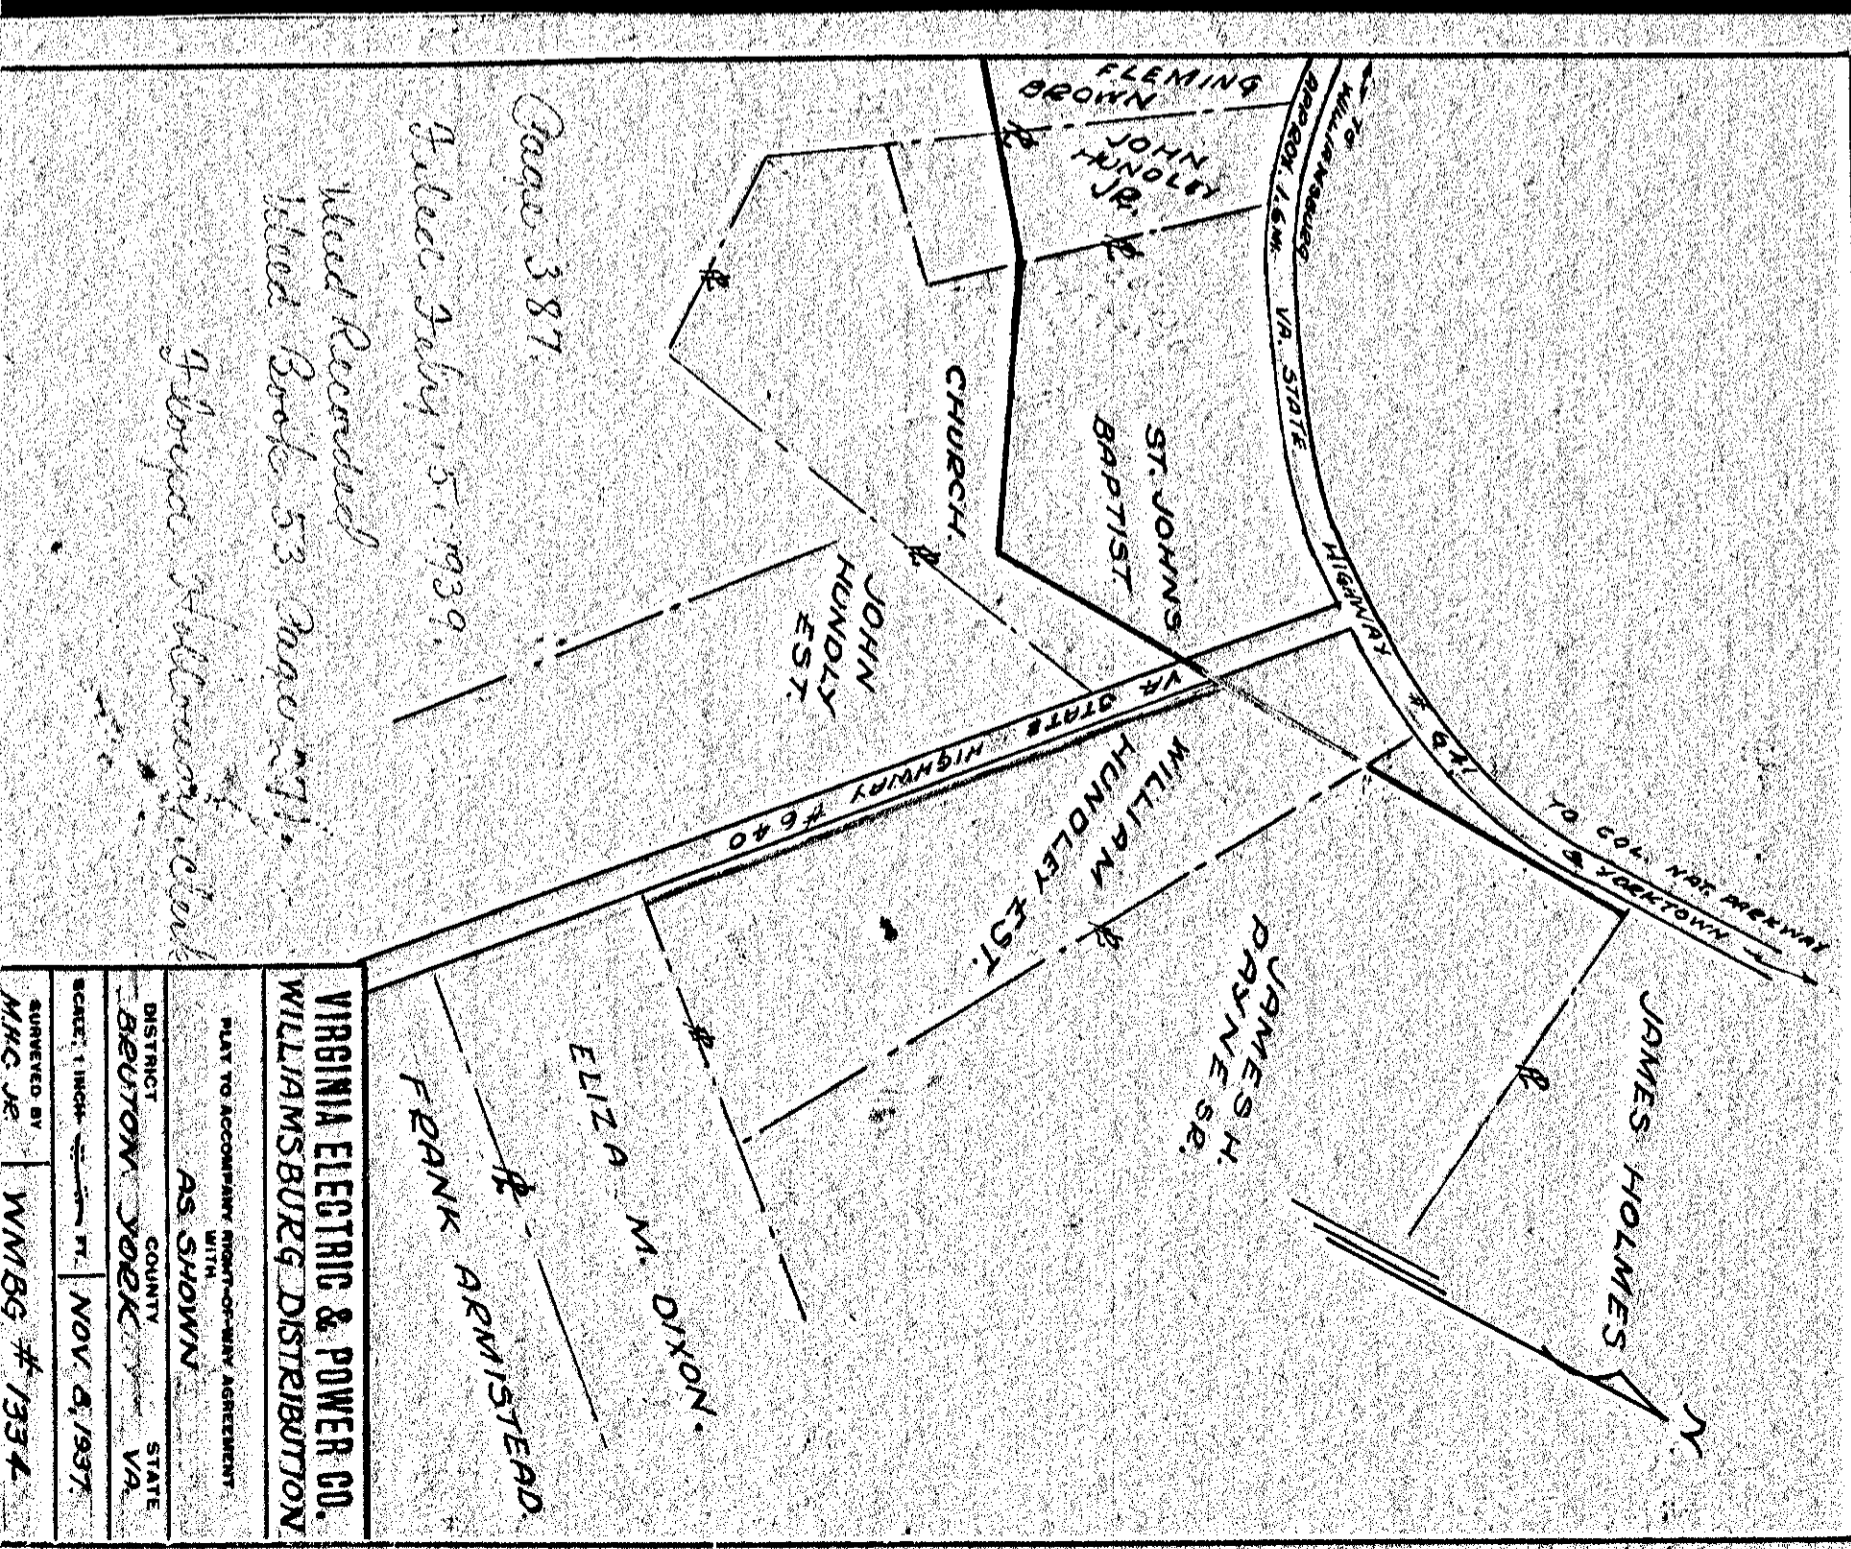 ← TO WILLIAMSBURG
APPROX. 1.6 MI.
VA. STATE HIGHWAY # 641
TO COL. NAT. PARKWAY
& YORKTOWN →
FLEMING
BROWN
JOHN
HUNDLEY
JR.
ST. JOHNS
BAPTIST
CHURCH.
JOHN
HUNDLY
EST.
VA STATE HIGHWAY #640
WILLIAM
HUNDLEY EST.
JAMES H.
PAYNE SR.
JAMES HOLMES
N.
ELIZA M. DIXON.
FRANK ARMISTEAD.
Page 387.
Filed Feby. 5, 1939.
Deed Recorded
Deed Book 53 Page
Holloway, Clerk
VIRGINIA ELECTRIC & POWER CO.
WILLIAMSBURG DISTRIBUTION
PLAT TO ACCOMPANY RIGHT-OF-WAY AGREEMENT
WITH
AS SHOWN
DISTRICT COUNTY STATE
BRUTON YORK VA.
SCALE: 1 INCH FT. NOV. 8, 1937.
SURVEYED BY
MHC JR WMBG # 1334